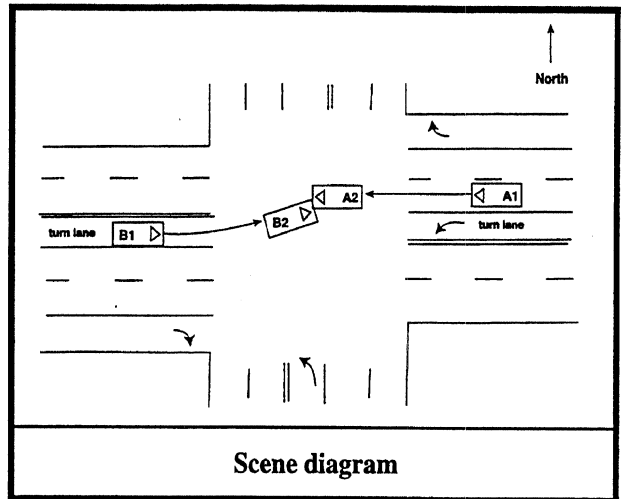 North
A2
A1
B2
turn lane
B1
turn lane
Scene diagram